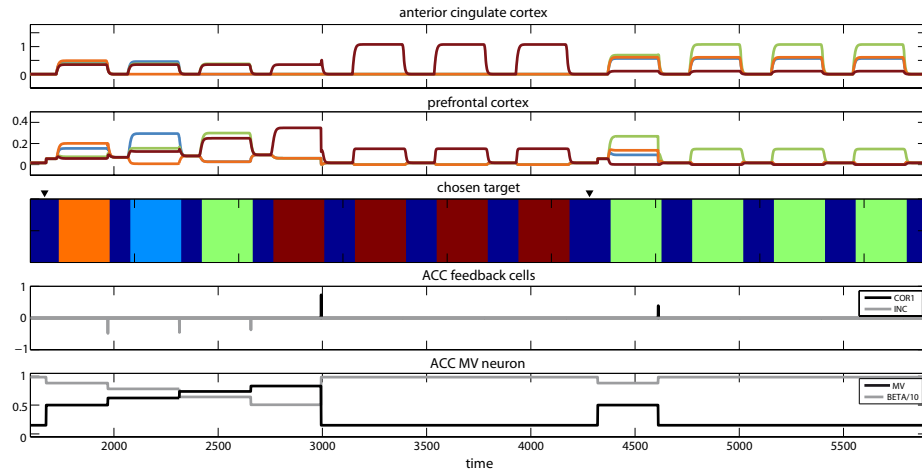 anterior cingulate cortex
1
0
prefrontal cortex
0.4
0.2
0
chosen target
ACC feedback cells
1
0
−1
COR1
INC
ACC MV neuron
1
0.5
0
MV
BETA/10
2000 2500 3000 3500 4000 4500 5000 5500
time